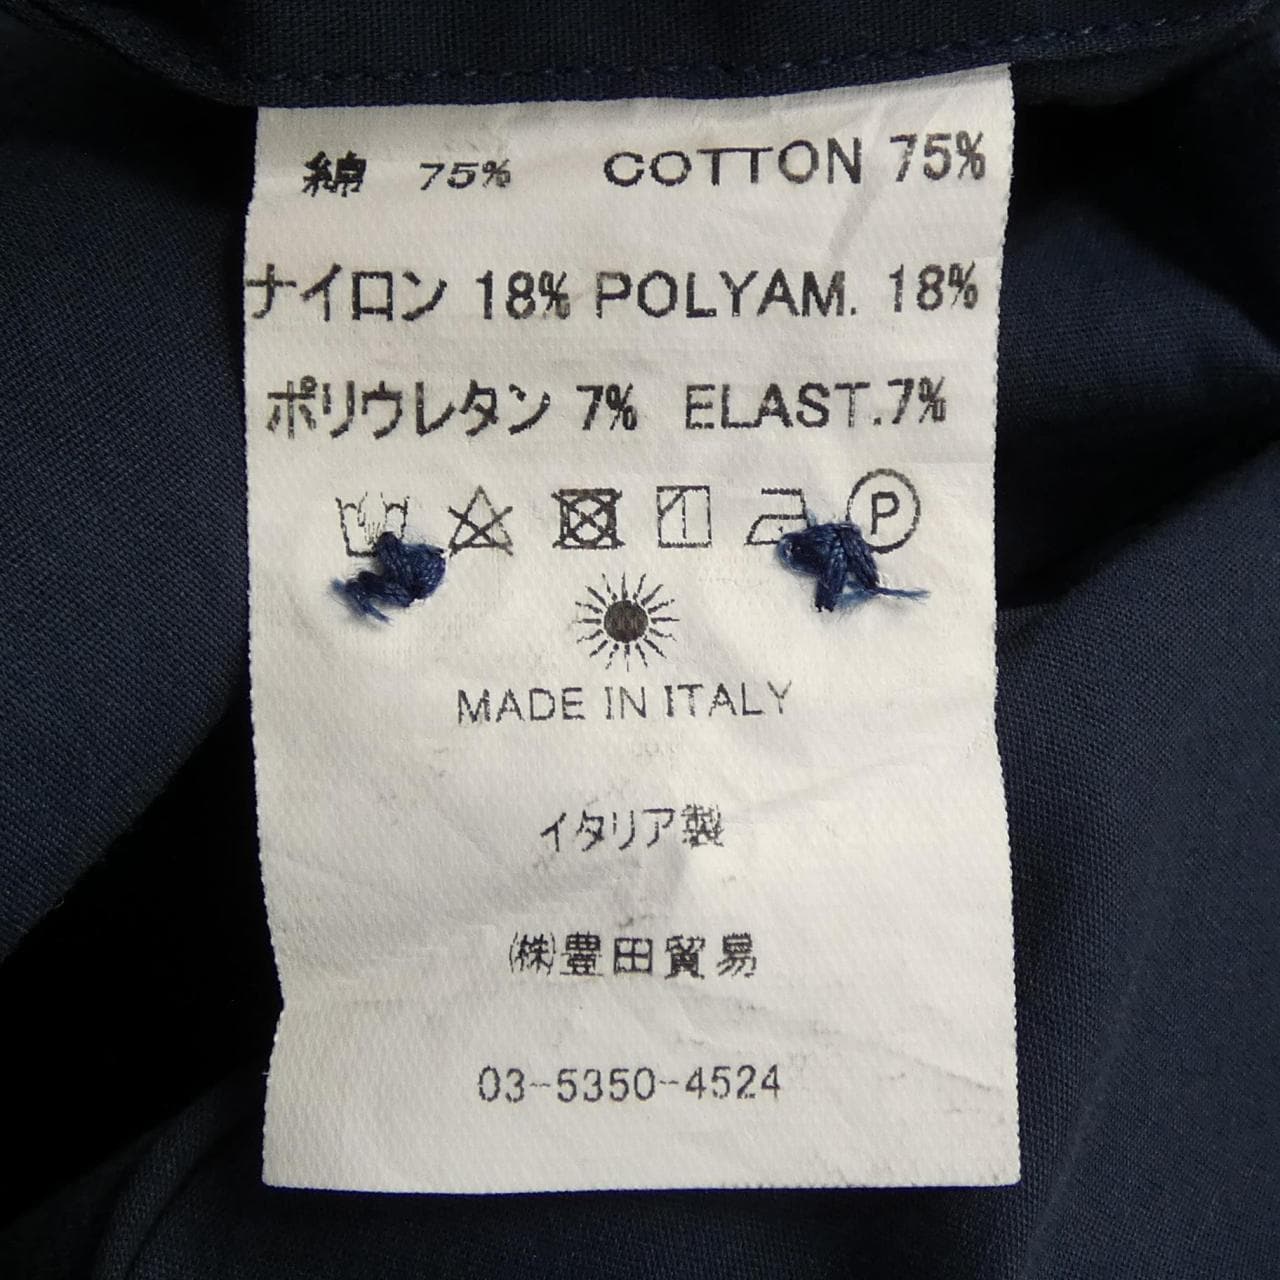 綿 75% COTTON 75%
ナイロン 18% POLYAM. 18%
ポリウレタン 7% ELAST.7%
P
MADE IN ITALY
イタリア製
㈱豊田貿易
03-5350-4524